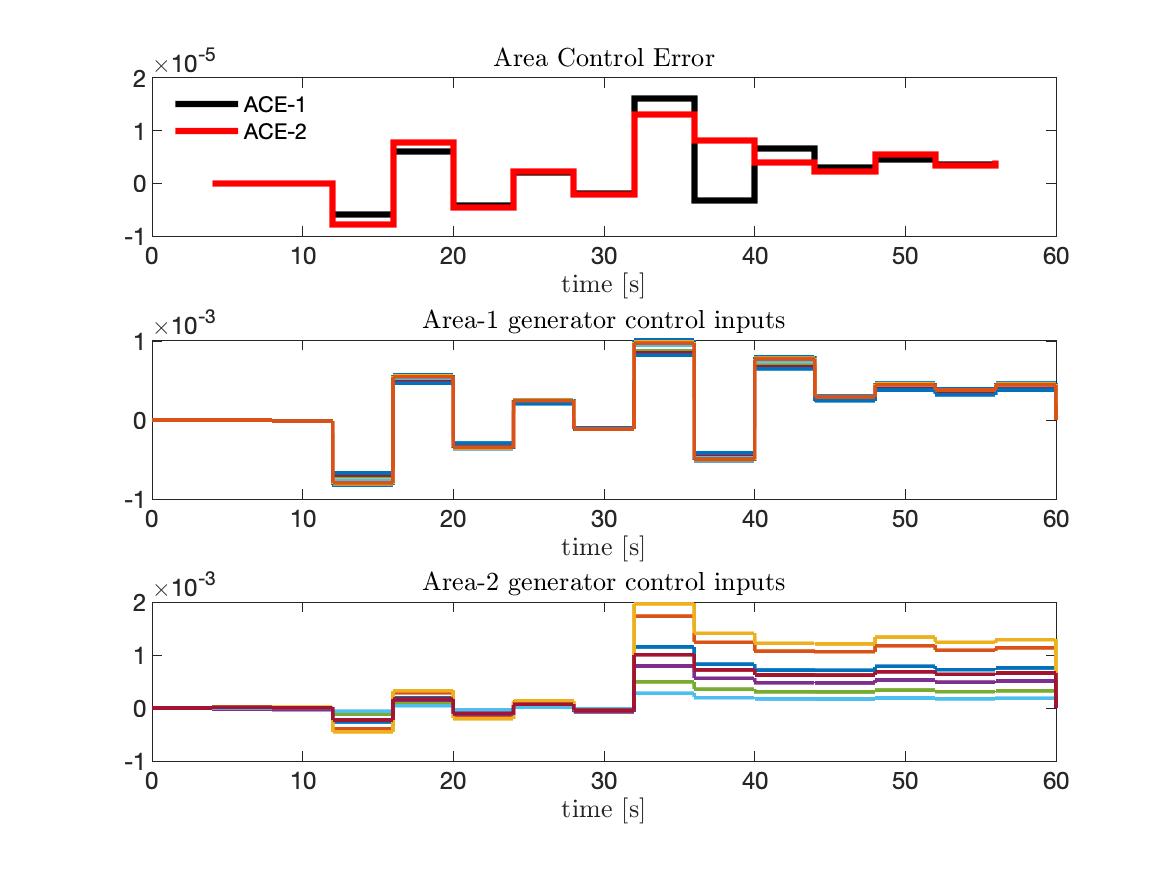 Area Control Error
×10⁻⁵
2
1
0
-1
ACE-1
ACE-2
0 10 20 30 40 50 60
time [s]
Area-1 generator control inputs
×10⁻³
1
0
-1
0 10 20 30 40 50 60
time [s]
Area-2 generator control inputs
×10⁻³
2
1
0
-1
0 10 20 30 40 50 60
time [s]